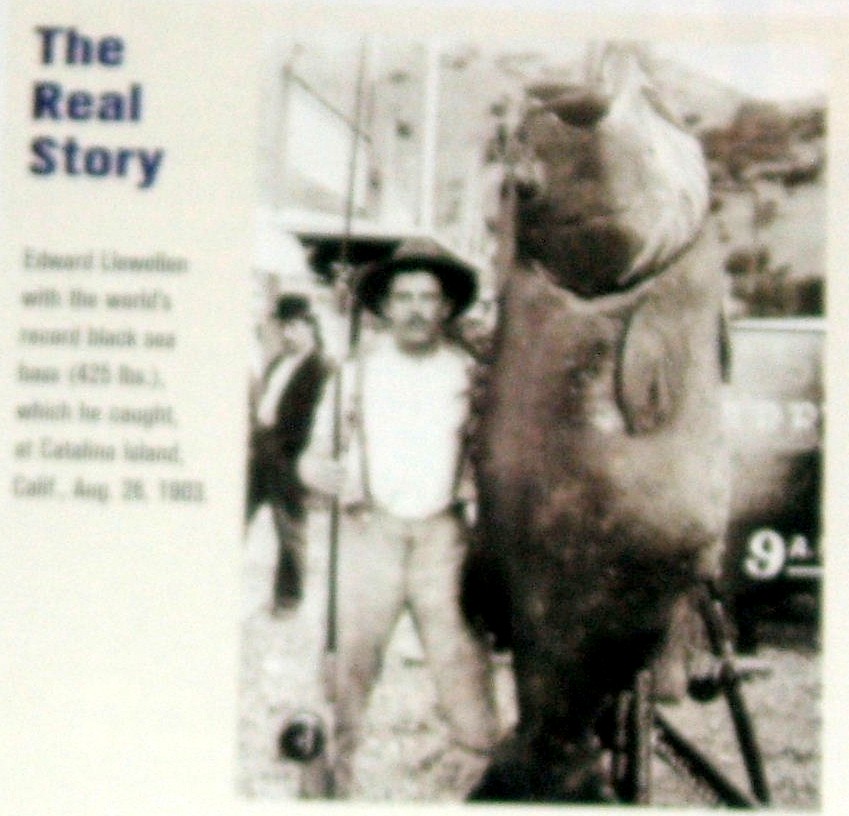 The
Real
Story
Edward Llewellen
with the world's
record black sea
bass (425 lbs.),
which he caught,
at Catalina Island,
Calif., Aug. 26, 1903.
9 A.